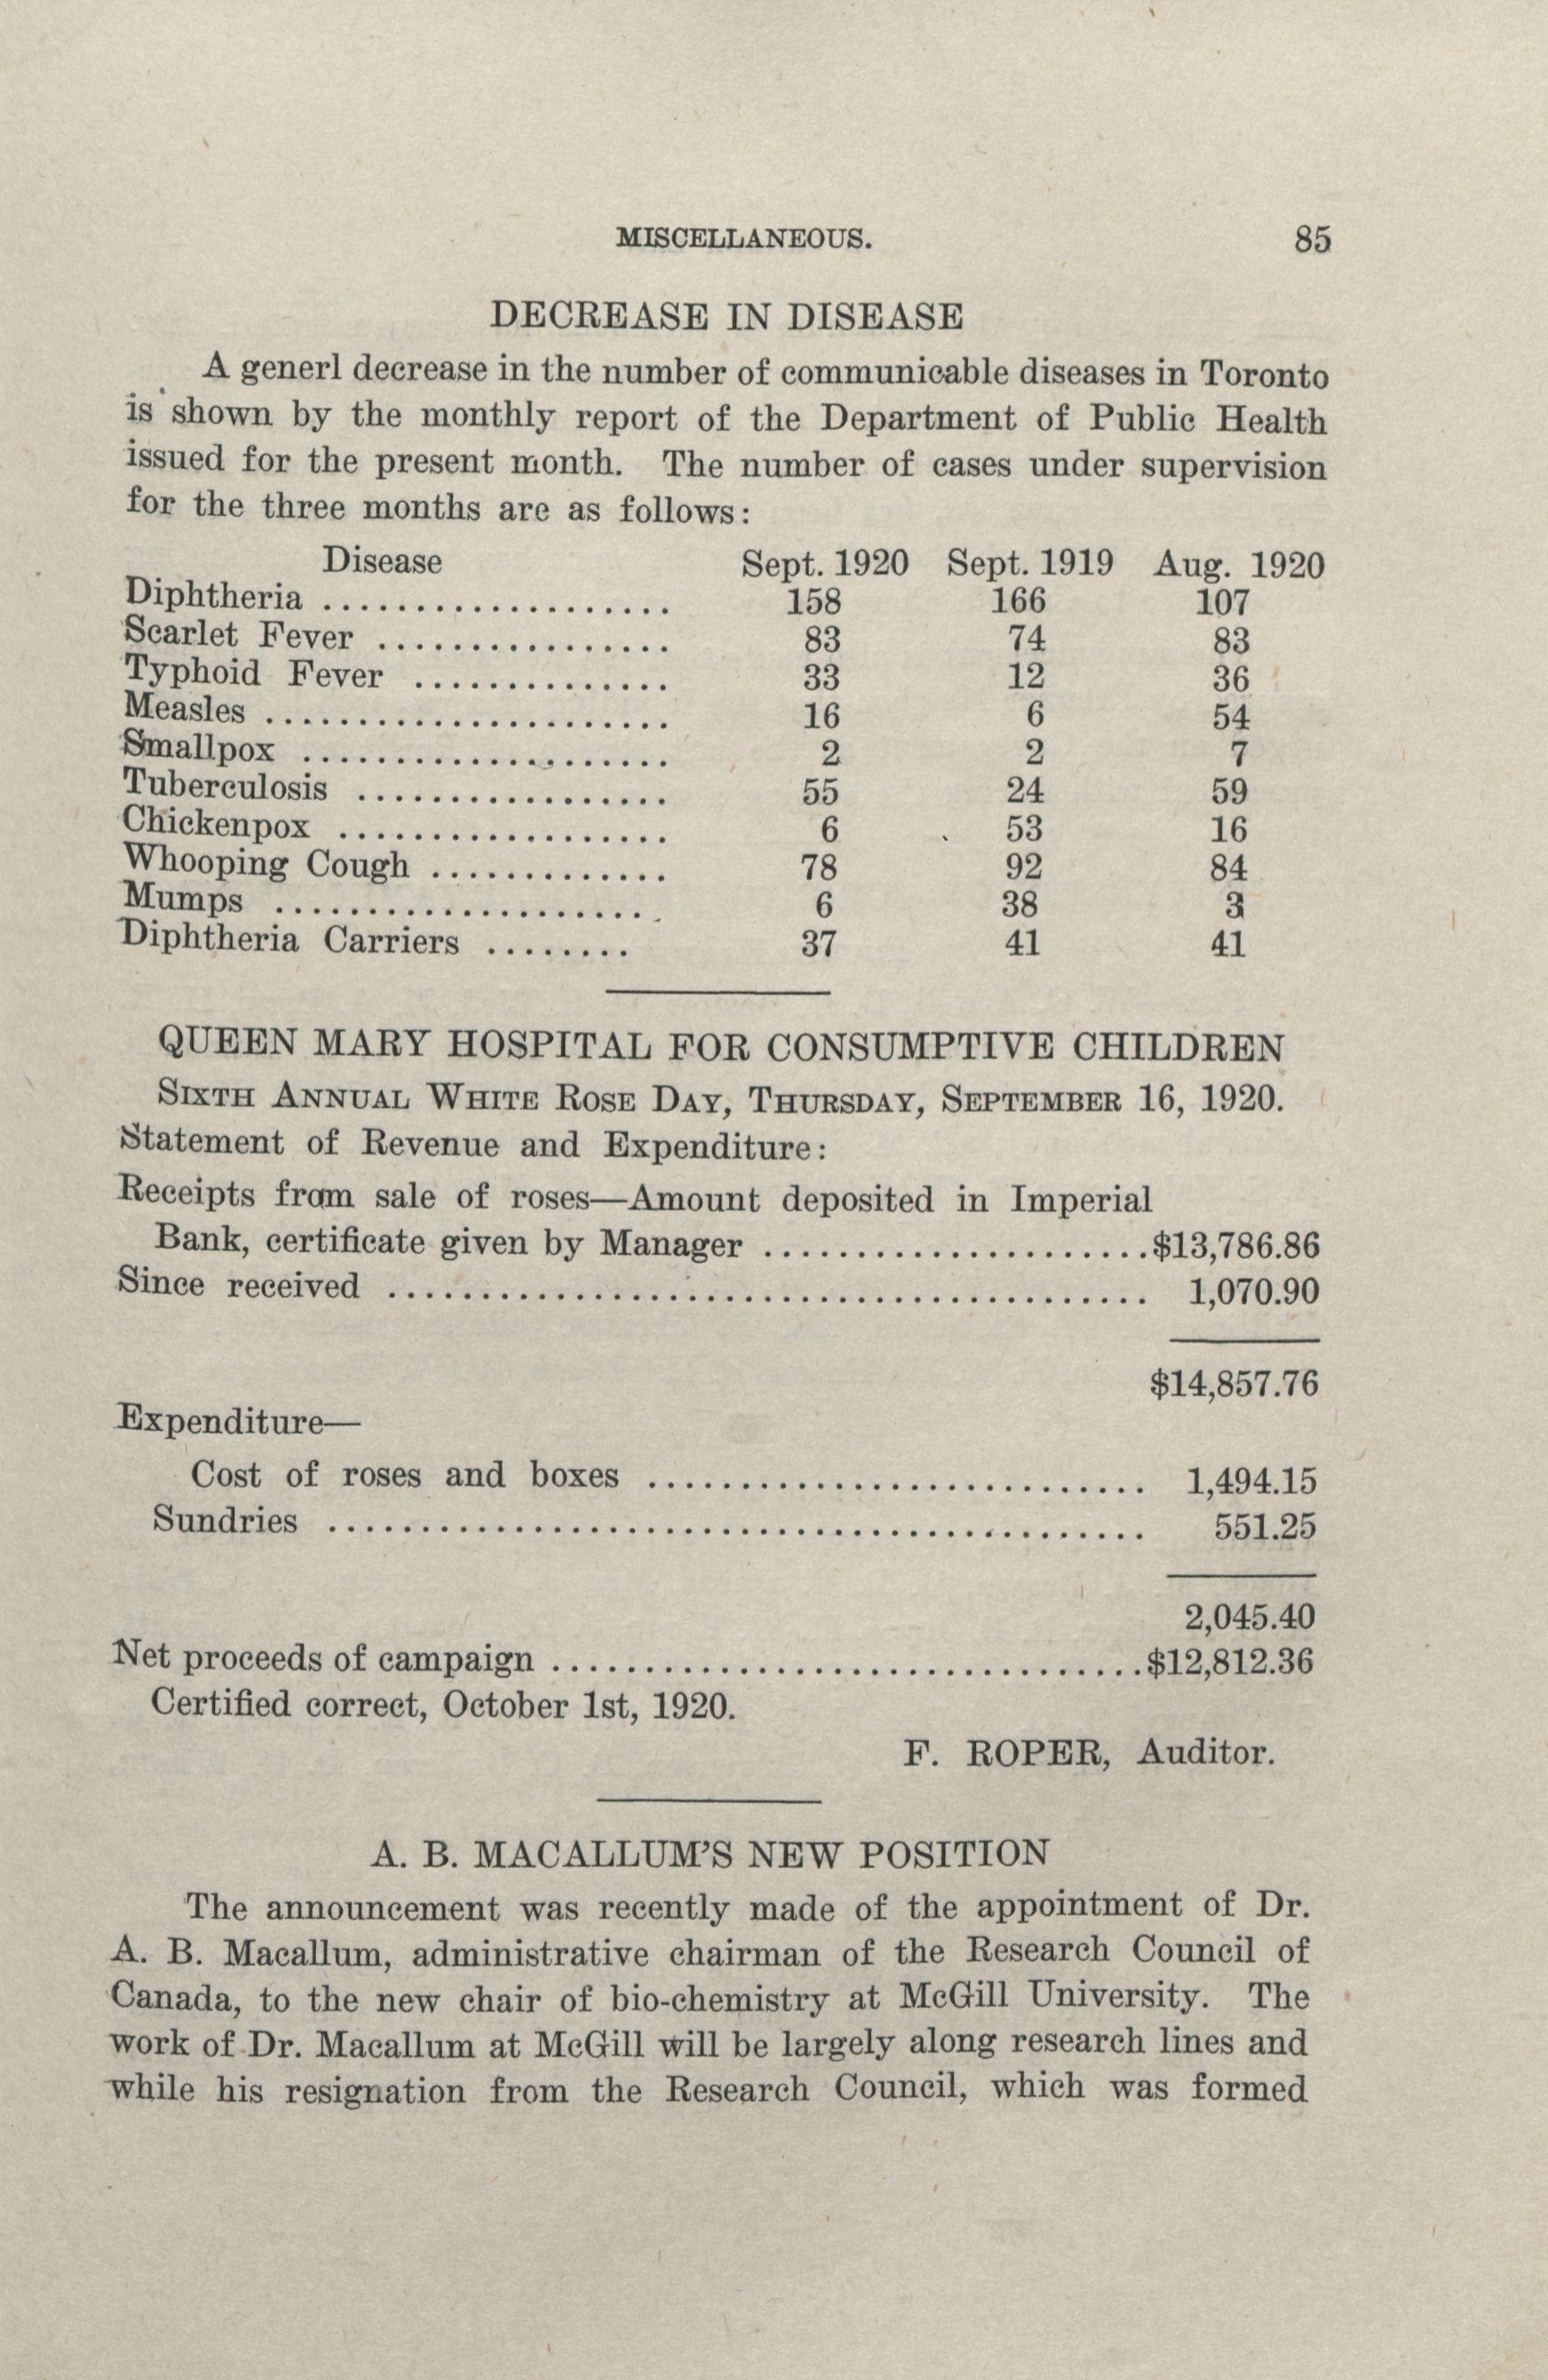 MISCELLANEOUS. 85
DECREASE IN DISEASE
A generl decrease in the number of communicable diseases in Toronto
is shown by the monthly report of the Department of Public Health
issued for the present month. The number of cases under supervision
for the three months are as follows:
Disease Sept. 1920 Sept. 1919 Aug. 1920
Diphtheria ................... 158 166 107
Scarlet Fever ................ 83 74 83
Typhoid Fever .............. 33 12 36
Measles ...................... 16 6 54
Smallpox .................... 2 2 7
Tuberculosis ................. 55 24 59
Chickenpox .................. 6 53 16
Whooping Cough ............. 78 92 84
Mumps ..................... 6 38 3
Diphtheria Carriers ........ 37 41 41
QUEEN MARY HOSPITAL FOR CONSUMPTIVE CHILDREN
SIXTH ANNUAL WHITE ROSE DAY, THURSDAY, SEPTEMBER 16, 1920.
Statement of Revenue and Expenditure:
Receipts from sale of roses—Amount deposited in Imperial
Bank, certificate given by Manager .....................$13,786.86
Since received ......................................... 1,070.90
$14,857.76
Expenditure—
Cost of roses and boxes ........................... 1,494.15
Sundries ............................................ 551.25
2,045.40
Net proceeds of campaign ................................$12,812.36
Certified correct, October 1st, 1920.
F. ROPER, Auditor.
A. B. MACALLUM'S NEW POSITION
The announcement was recently made of the appointment of Dr.
A. B. Macallum, administrative chairman of the Research Council of
Canada, to the new chair of bio-chemistry at McGill University. The
work of Dr. Macallum at McGill will be largely along research lines and
while his resignation from the Research Council, which was formed